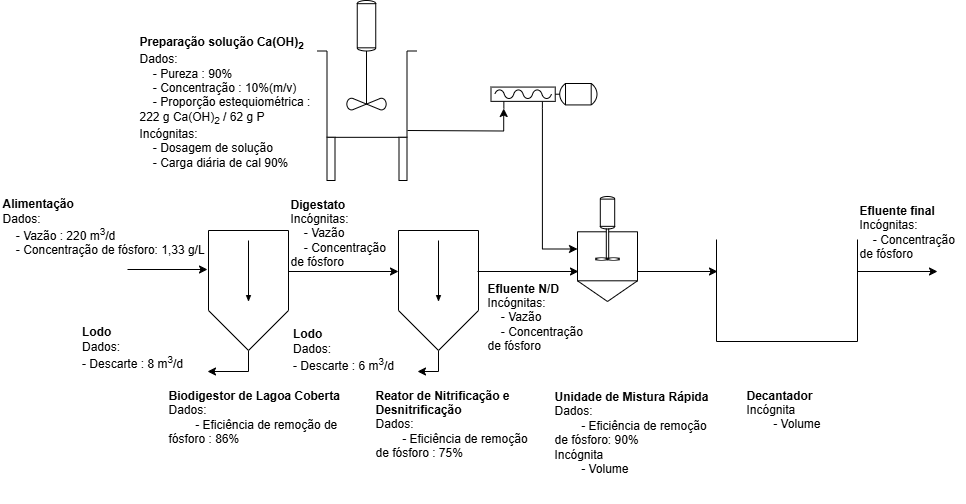 Preparação solução Ca(OH)2
Dados:
- Pureza : 90%
- Concentração : 10%(m/v)
- Proporção estequiométrica :
222 g Ca(OH)2 / 62 g P
Incógnitas:
- Dosagem de solução
- Carga diária de cal 90%
Alimentação
Dados:
- Vazão : 220 m3/d
- Concentração de fósforo: 1,33 g/L
Digestato
Incógnitas:
- Vazão
- Concentração
de fósforo
Efluente final
Incógnitas:
- Concentração
de fósforo
Efluente N/D
Incógnitas:
- Vazão
- Concentração
de fósforo
Lodo
Dados:
- Descarte : 8 m3/d
Lodo
Dados:
- Descarte : 6 m3/d
Biodigestor de Lagoa Coberta
Dados:
- Eficiência de remoção de
fósforo : 86%
Reator de Nitrificação e
Desnitrificação
Dados:
- Eficiência de remoção
de fósforo : 75%
Unidade de Mistura Rápida
Dados:
- Eficiência de remoção
de fósforo: 90%
Incógnita
- Volume
Decantador
Incógnita
- Volume